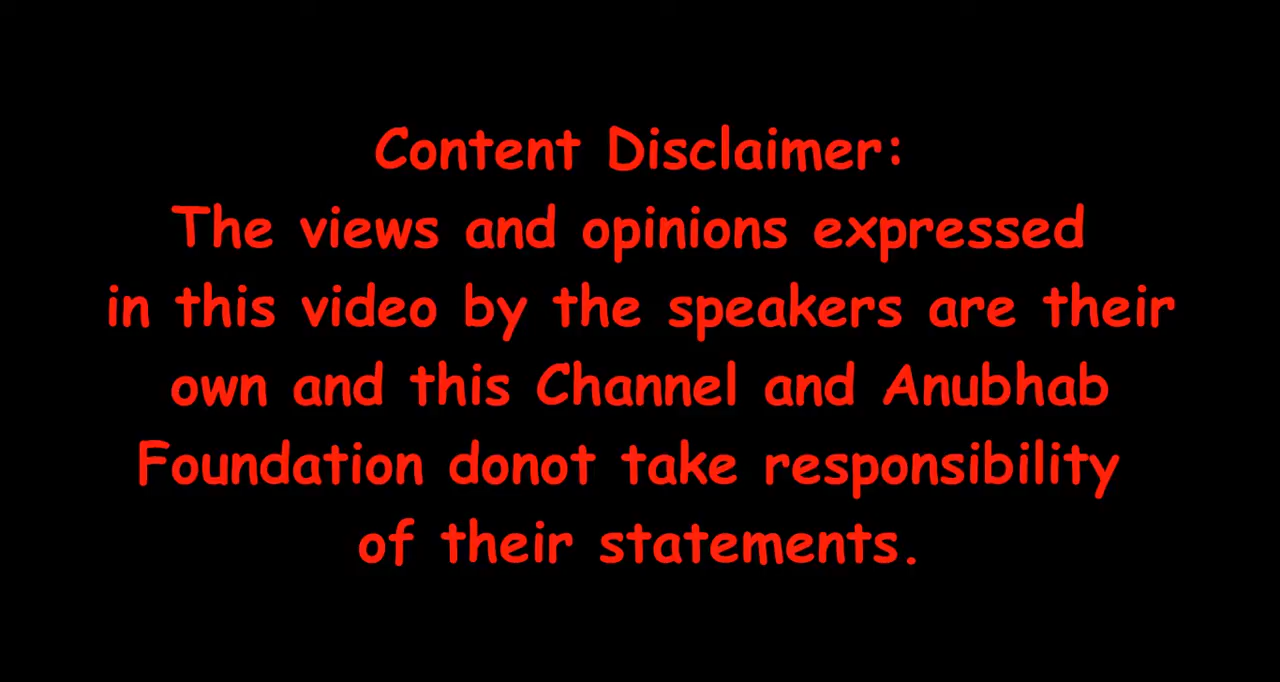 Content Disclaimer:
The views and opinions expressed
in this video by the speakers are their
own and this Channel and Anubhab
Foundation donot take responsibility
of their statements.